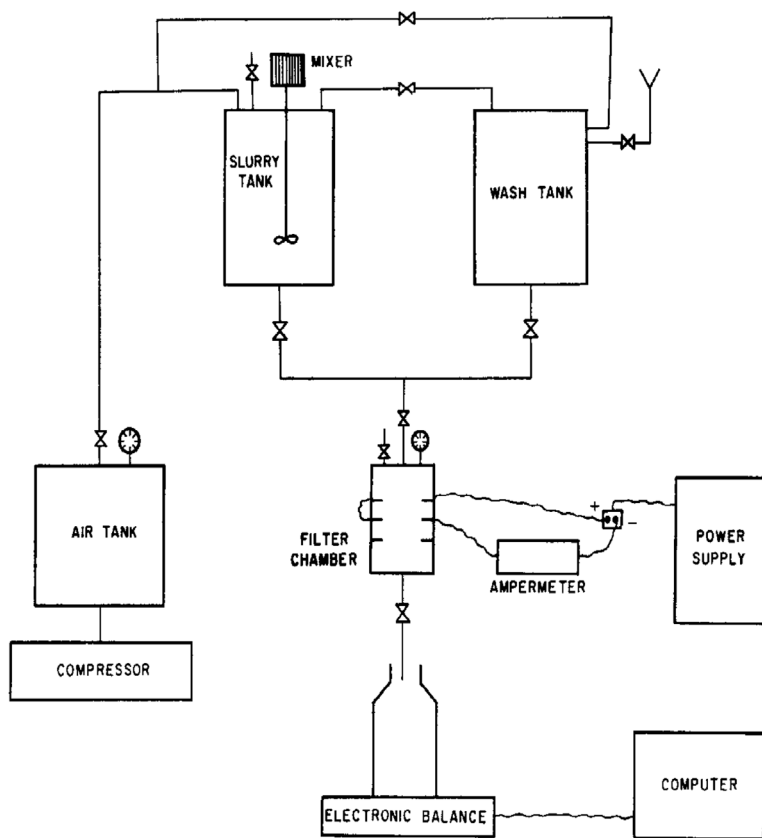 MIXER
SLURRY
TANK
WASH TANK
+
−
AIR TANK
FILTER
CHAMBER
AMPERMETER
POWER
SUPPLY
COMPRESSOR
COMPUTER
ELECTRONIC BALANCE